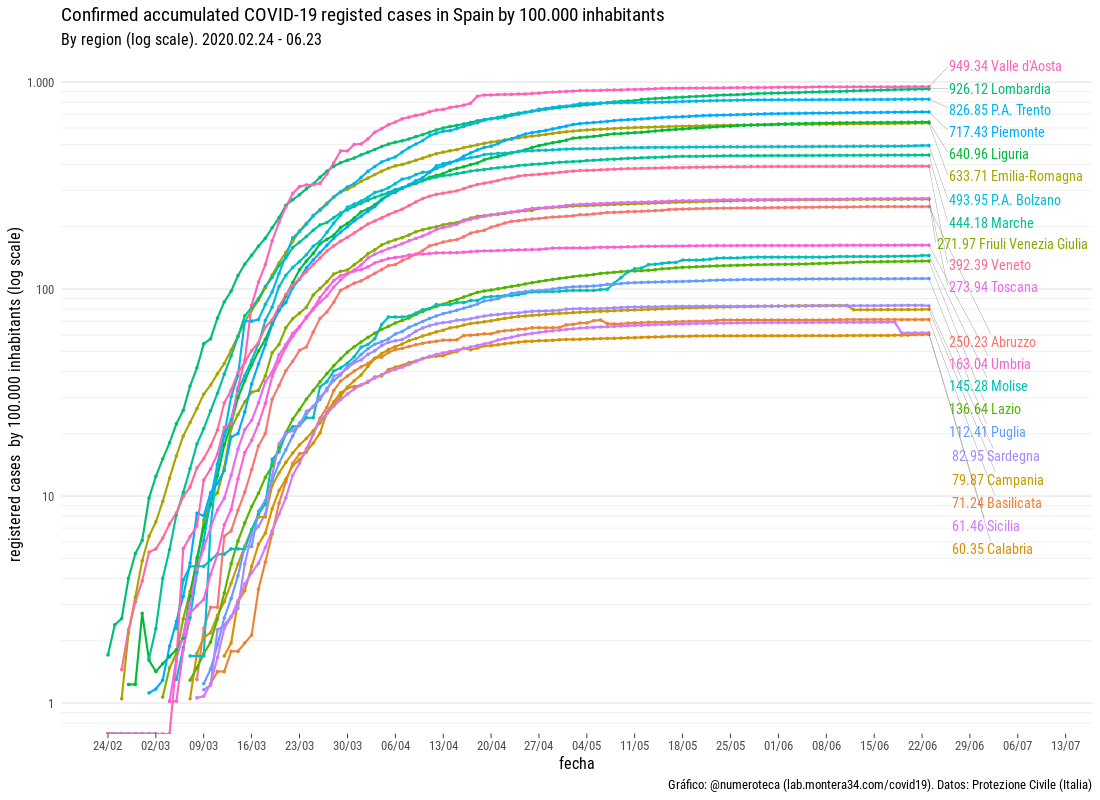 Confirmed accumulated COVID-19 registed cases in Spain by 100.000 inhabitants
By region (log scale). 2020.02.24 - 06.23
registered cases by 100.000 inhabitants (log scale)
1.000
100
10
1
949.34 Valle d'Aosta
926.12 Lombardia
826.85 P.A. Trento
717.43 Piemonte
640.96 Liguria
633.71 Emilia-Romagna
493.95 P.A. Bolzano
444.18 Marche
271.97 Friuli Venezia Giulia
392.39 Veneto
273.94 Toscana
250.23 Abruzzo
163.04 Umbria
145.28 Molise
136.64 Lazio
112.41 Puglia
82.95 Sardegna
79.87 Campania
71.24 Basilicata
61.46 Sicilia
60.35 Calabria
24/02 02/03 09/03 16/03 23/03 30/03 06/04 13/04 20/04 27/04 04/05 11/05 18/05 25/05 01/06 08/06 15/06 22/06 29/06 06/07 13/07
fecha
Gráfico: @numeroteca (lab.montera34.com/covid19). Datos: Protezione Civile (Italia)